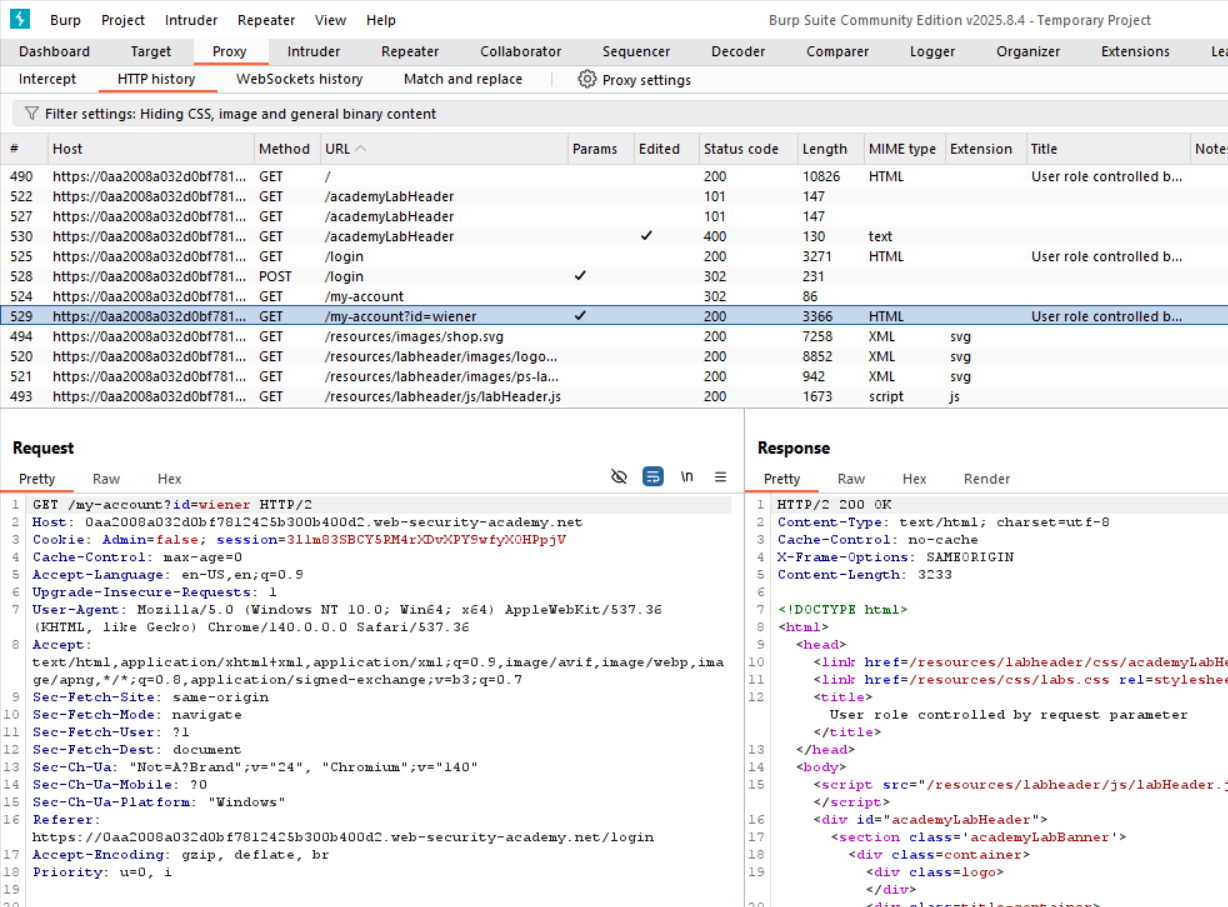 Burp Project Intruder Repeater View Help Burp Suite Community Edition v2025.8.4 - Temporary Project
Dashboard Target Proxy Intruder Repeater Collaborator Sequencer Decoder Comparer Logger Organizer Extensions Lea
Intercept HTTP history WebSockets history Match and replace Proxy settings
Filter settings: Hiding CSS, image and general binary content
# Host Method URL Params Edited Status code Length MIME type Extension Title Notes
490 https://0aa2008a032d0bf781... GET / 200 10826 HTML User role controlled b...
522 https://0aa2008a032d0bf781... GET /academyLabHeader 101 147
527 https://0aa2008a032d0bf781... GET /academyLabHeader 101 147
530 https://0aa2008a032d0bf781... GET /academyLabHeader ✓ 400 130 text
525 https://0aa2008a032d0bf781... GET /login 200 3271 HTML User role controlled b...
528 https://0aa2008a032d0bf781... POST /login ✓ 302 231
524 https://0aa2008a032d0bf781... GET /my-account 302 86
529 https://0aa2008a032d0bf781... GET /my-account?id=wiener ✓ 200 3366 HTML User role controlled b...
494 https://0aa2008a032d0bf781... GET /resources/images/shop.svg 200 7258 XML svg
520 https://0aa2008a032d0bf781... GET /resources/labheader/images/logo... 200 8852 XML svg
521 https://0aa2008a032d0bf781... GET /resources/labheader/images/ps-la... 200 942 XML svg
493 https://0aa2008a032d0bf781... GET /resources/labheader/js/labHeader.js 200 1673 script js
Request
Pretty Raw Hex \n
1 GET /my-account?id=wiener HTTP/2
2 Host: 0aa2008a032d0bf7812425b300b400d2.web-security-academy.net
3 Cookie: Admin=false; session=3llm83SBCY5RM4rXDvXPY9wfyXOHPpjV
4 Cache-Control: max-age=0
5 Accept-Language: en-US,en;q=0.9
6 Upgrade-Insecure-Requests: 1
7 User-Agent: Mozilla/5.0 (Windows NT 10.0; Win64; x64) AppleWebKit/537.36
(KHTML, like Gecko) Chrome/140.0.0.0 Safari/537.36
8 Accept:
text/html,application/xhtml+xml,application/xml;q=0.9,image/avif,image/webp,ima
ge/apng,*/*;q=0.8,application/signed-exchange;v=b3;q=0.7
9 Sec-Fetch-Site: same-origin
10 Sec-Fetch-Mode: navigate
11 Sec-Fetch-User: ?1
12 Sec-Fetch-Dest: document
13 Sec-Ch-Ua: "Not=A?Brand";v="24", "Chromium";v="140"
14 Sec-Ch-Ua-Mobile: ?0
15 Sec-Ch-Ua-Platform: "Windows"
16 Referer:
https://0aa2008a032d0bf7812425b300b400d2.web-security-academy.net/login
17 Accept-Encoding: gzip, deflate, br
18 Priority: u=0, i
19
Response
Pretty Raw Hex Render
1 HTTP/2 200 OK
2 Content-Type: text/html; charset=utf-8
3 Cache-Control: no-cache
4 X-Frame-Options: SAMEORIGIN
5 Content-Length: 3233
6
7 <!DOCTYPE html>
8 <html>
9 <head>
10 <link href=/resources/labheader/css/academyLabHe
11 <link href=/resources/css/labs.css rel=styleshee
12 <title>
User role controlled by request parameter
</title>
13 </head>
14 <body>
15 <script src="/resources/labheader/js/labHeader.j
</script>
16 <div id="academyLabHeader">
17 <section class='academyLabBanner'>
18 <div class=container>
19 <div class=logo>
</div>
20 <div class=title-container>